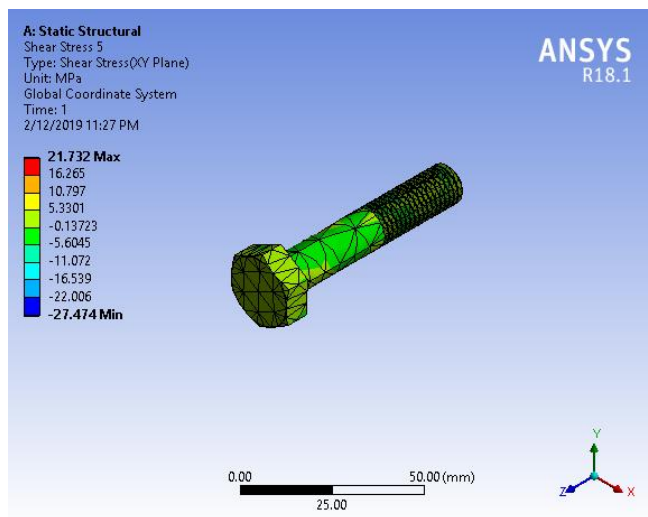 A: Static Structural
Shear Stress 5
Type: Shear Stress(XY Plane)
Unit: MPa
Global Coordinate System
Time: 1
2/12/2019 11:27 PM
ANSYS
R18.1
21.732 Max
16.265
10.797
5.3301
-0.13723
-5.6045
-11.072
-16.539
-22.006
-27.474 Min
0.00 50.00 (mm)
25.00
Y
Z X